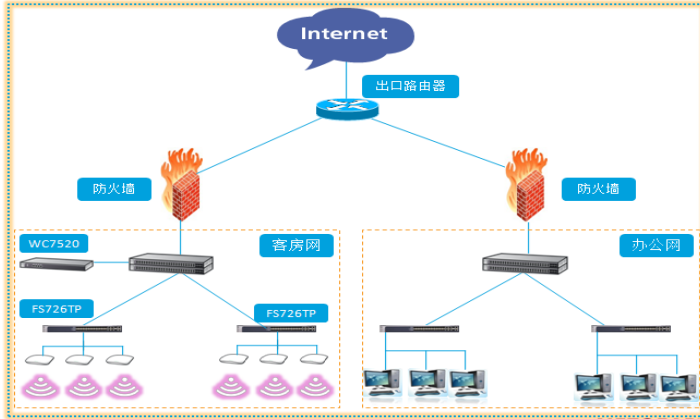 Internet
出口路由器
防火墙
防火墙
WC7520
客房网
办公网
FS726TP
FS726TP